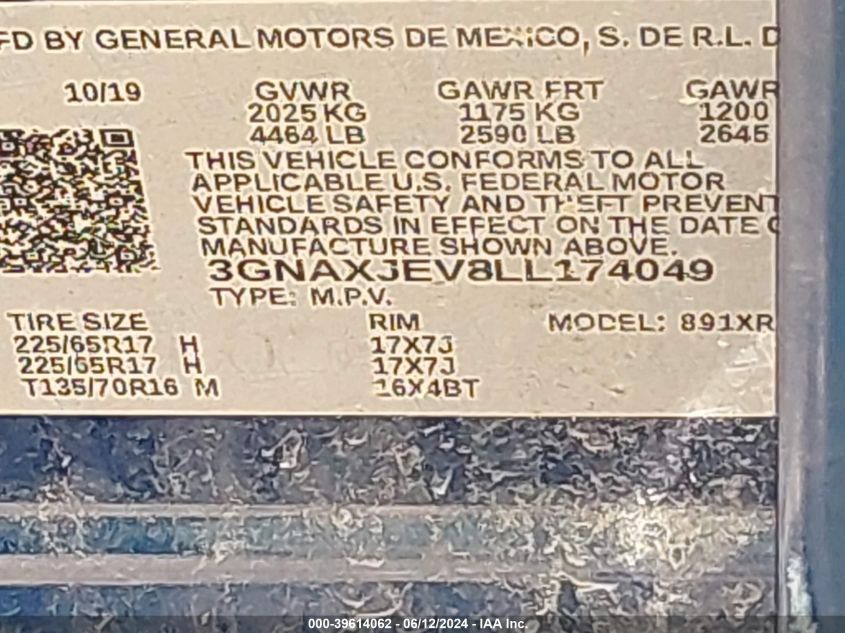 FD BY GENERAL MOTORS DE MEXICO, S. DE R.L. D
10/19 GVWR GAWR FRT GAWR
2025 KG 1175 KG 1200
4464 LB 2590 LB 2645
THIS VEHICLE CONFORMS TO ALL
APPLICABLE U.S. FEDERAL MOTOR
VEHICLE SAFETY AND THEFT PREVENT
STANDARDS IN EFFECT ON THE DATE O
MANUFACTURE SHOWN ABOVE.
3GNAXJEV8LL174049
TYPE: M.P.V.
TIRE SIZE RIM MODEL: 891XR
225/65R17 H 17X7J
225/65R17 H 17X7J
T135/70R16 M 16X4BT
000-39614062 - 06/12/2024 - IAA Inc.